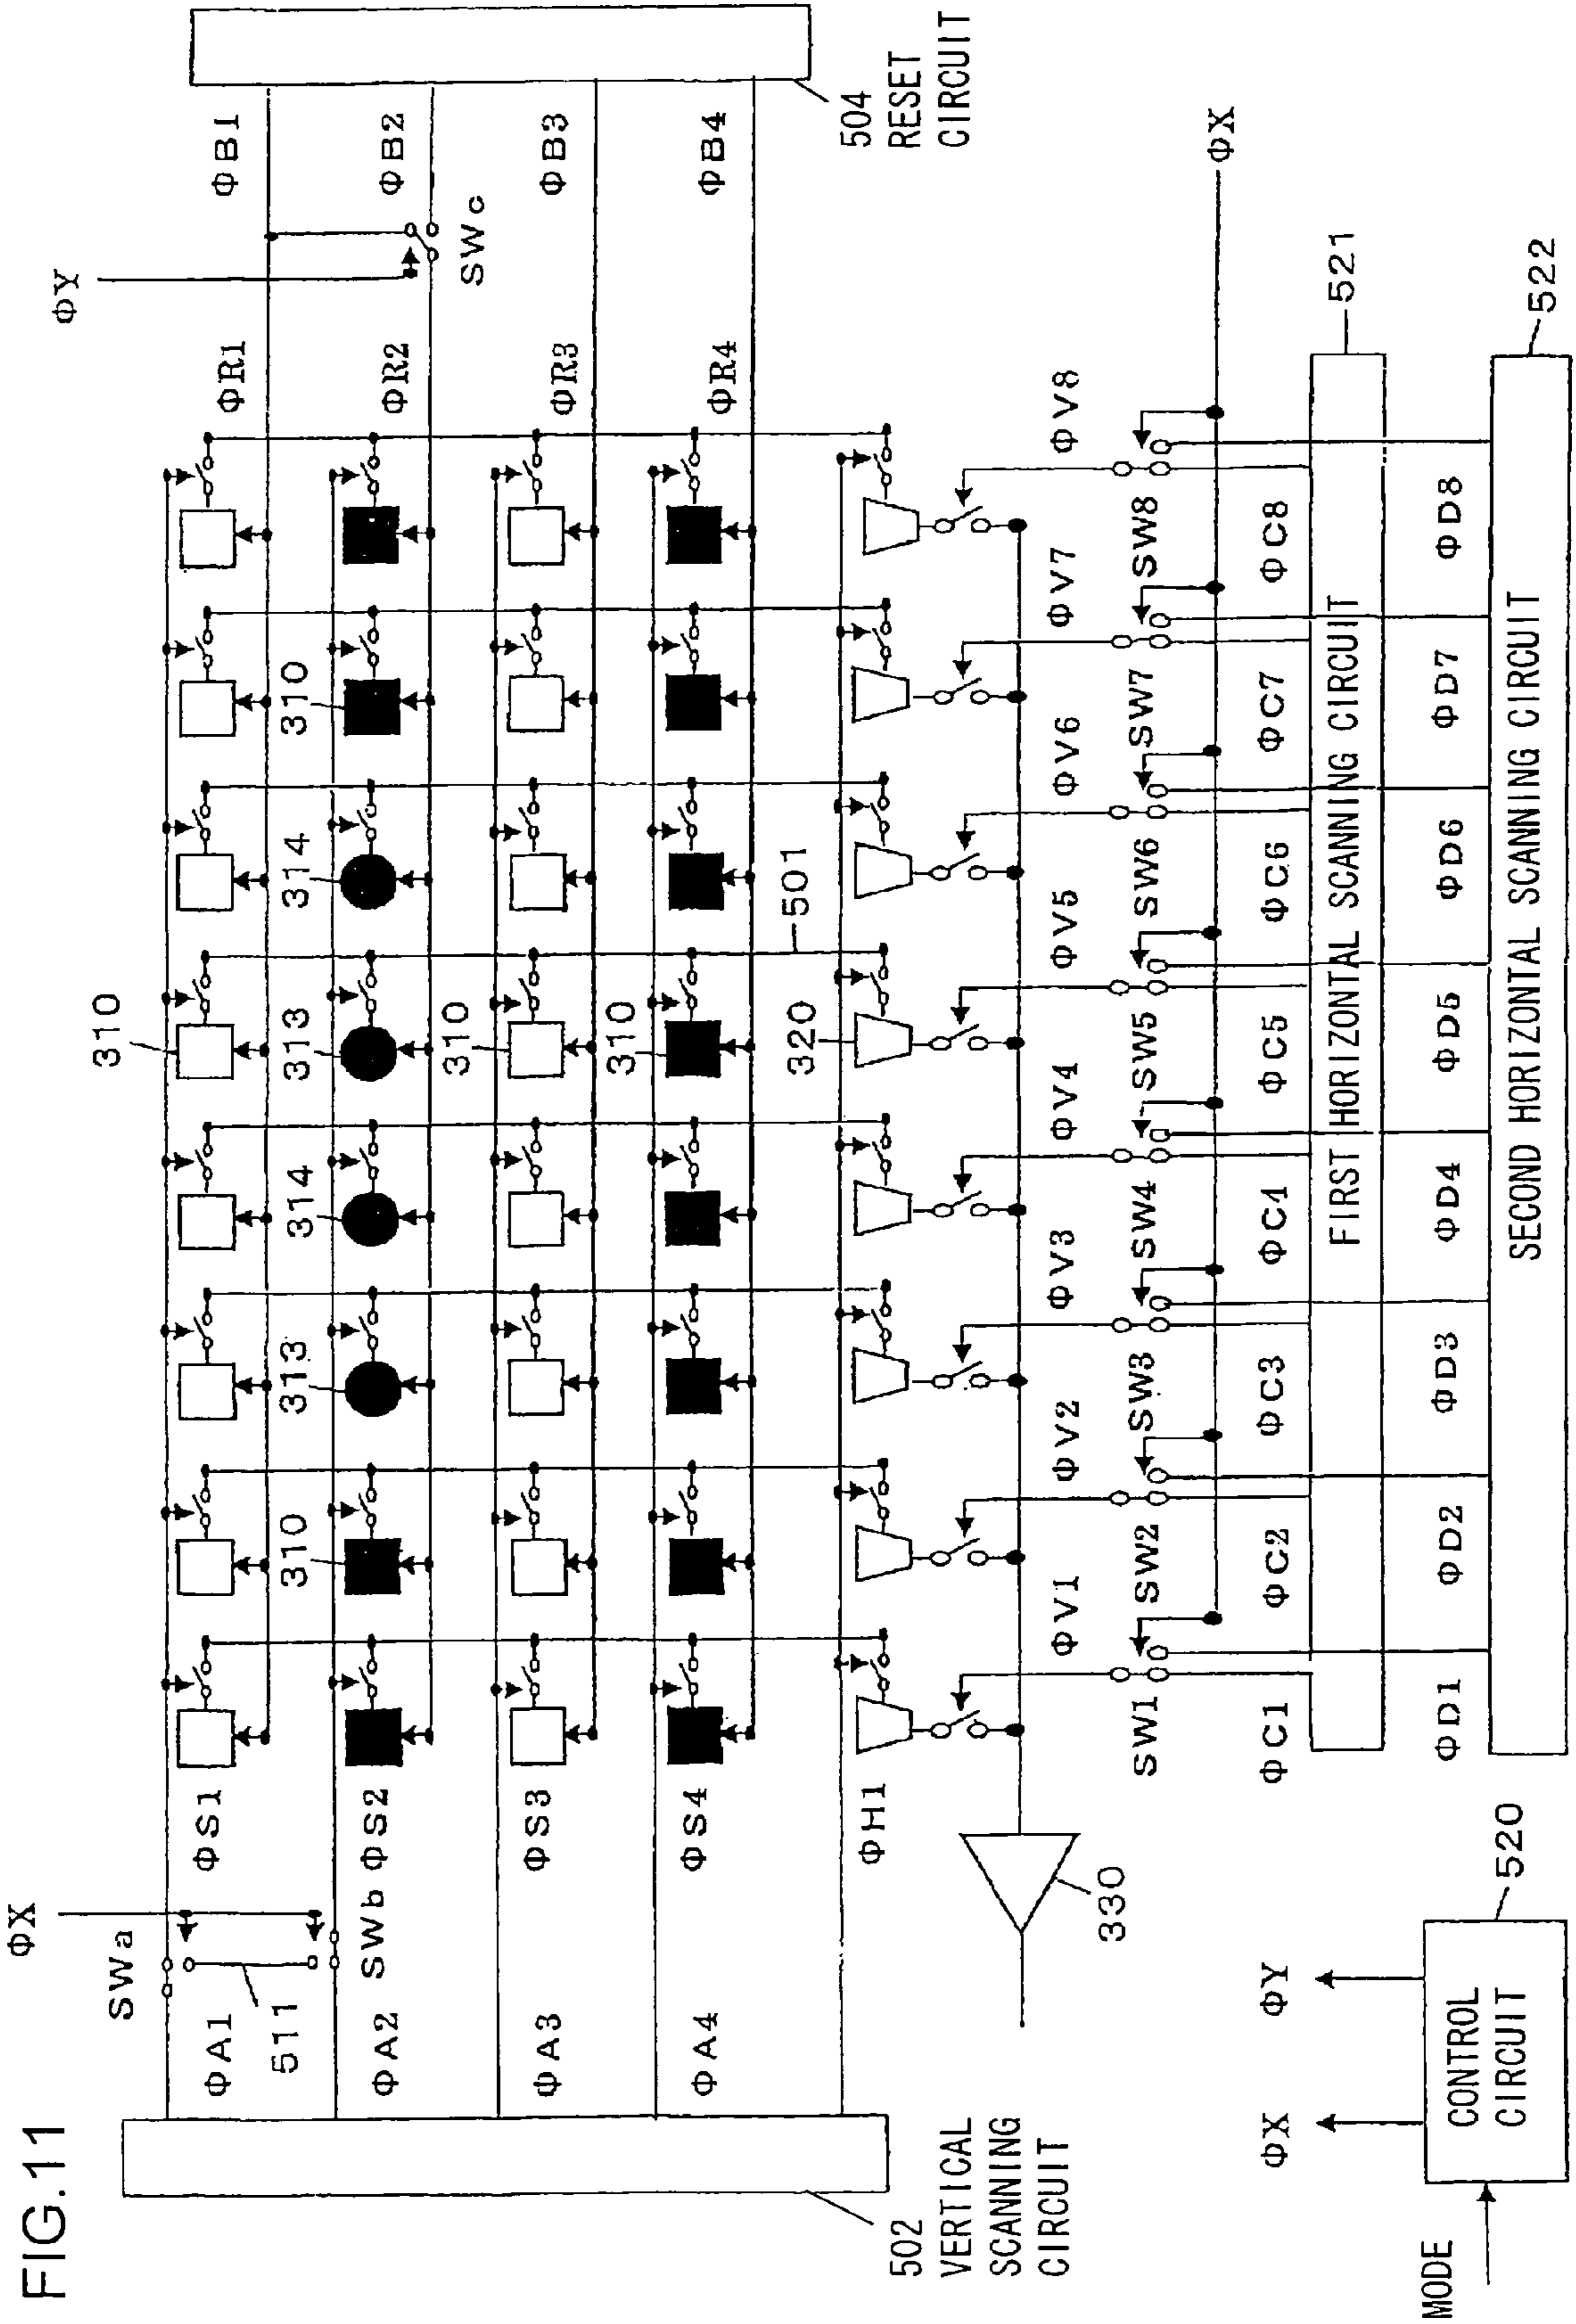 FIG.11
ΦX
ΦY
SWa
SWb
SWc
511
ΦA1
ΦS1
310
ΦR1
ΦB1
ΦA2
ΦS2
310
313
314
313
314
310
ΦR2
ΦB2
ΦA3
ΦS3
310
ΦR3
ΦB3
ΦA4
ΦS4
310
ΦR4
ΦB4
501
502
VERTICAL
SCANNING
CIRCUIT
504
RESET
CIRCUIT
ΦH1
320
330
ΦV1
ΦV2
ΦV3
ΦV4
ΦV5
ΦV6
ΦV7
ΦV8
SW1
SW2
SW3
SW4
SW5
SW6
SW7
SW8
ΦX
ΦC1
ΦC2
ΦC3
ΦC4
ΦC5
ΦC6
ΦC7
ΦC8
FIRST HORIZONTAL SCANNING CIRCUIT
521
ΦD1
ΦD2
ΦD3
ΦD4
ΦD5
ΦD6
ΦD7
ΦD8
SECOND HORIZONTAL SCANNING CIRCUIT
522
ΦX
ΦY
MODE
CONTROL
CIRCUIT
520